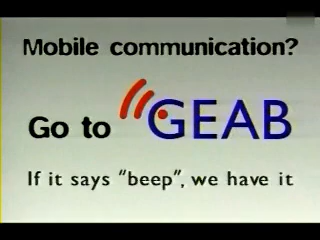 Mobile communication?
Go to GEAB
If it says "beep", we have it